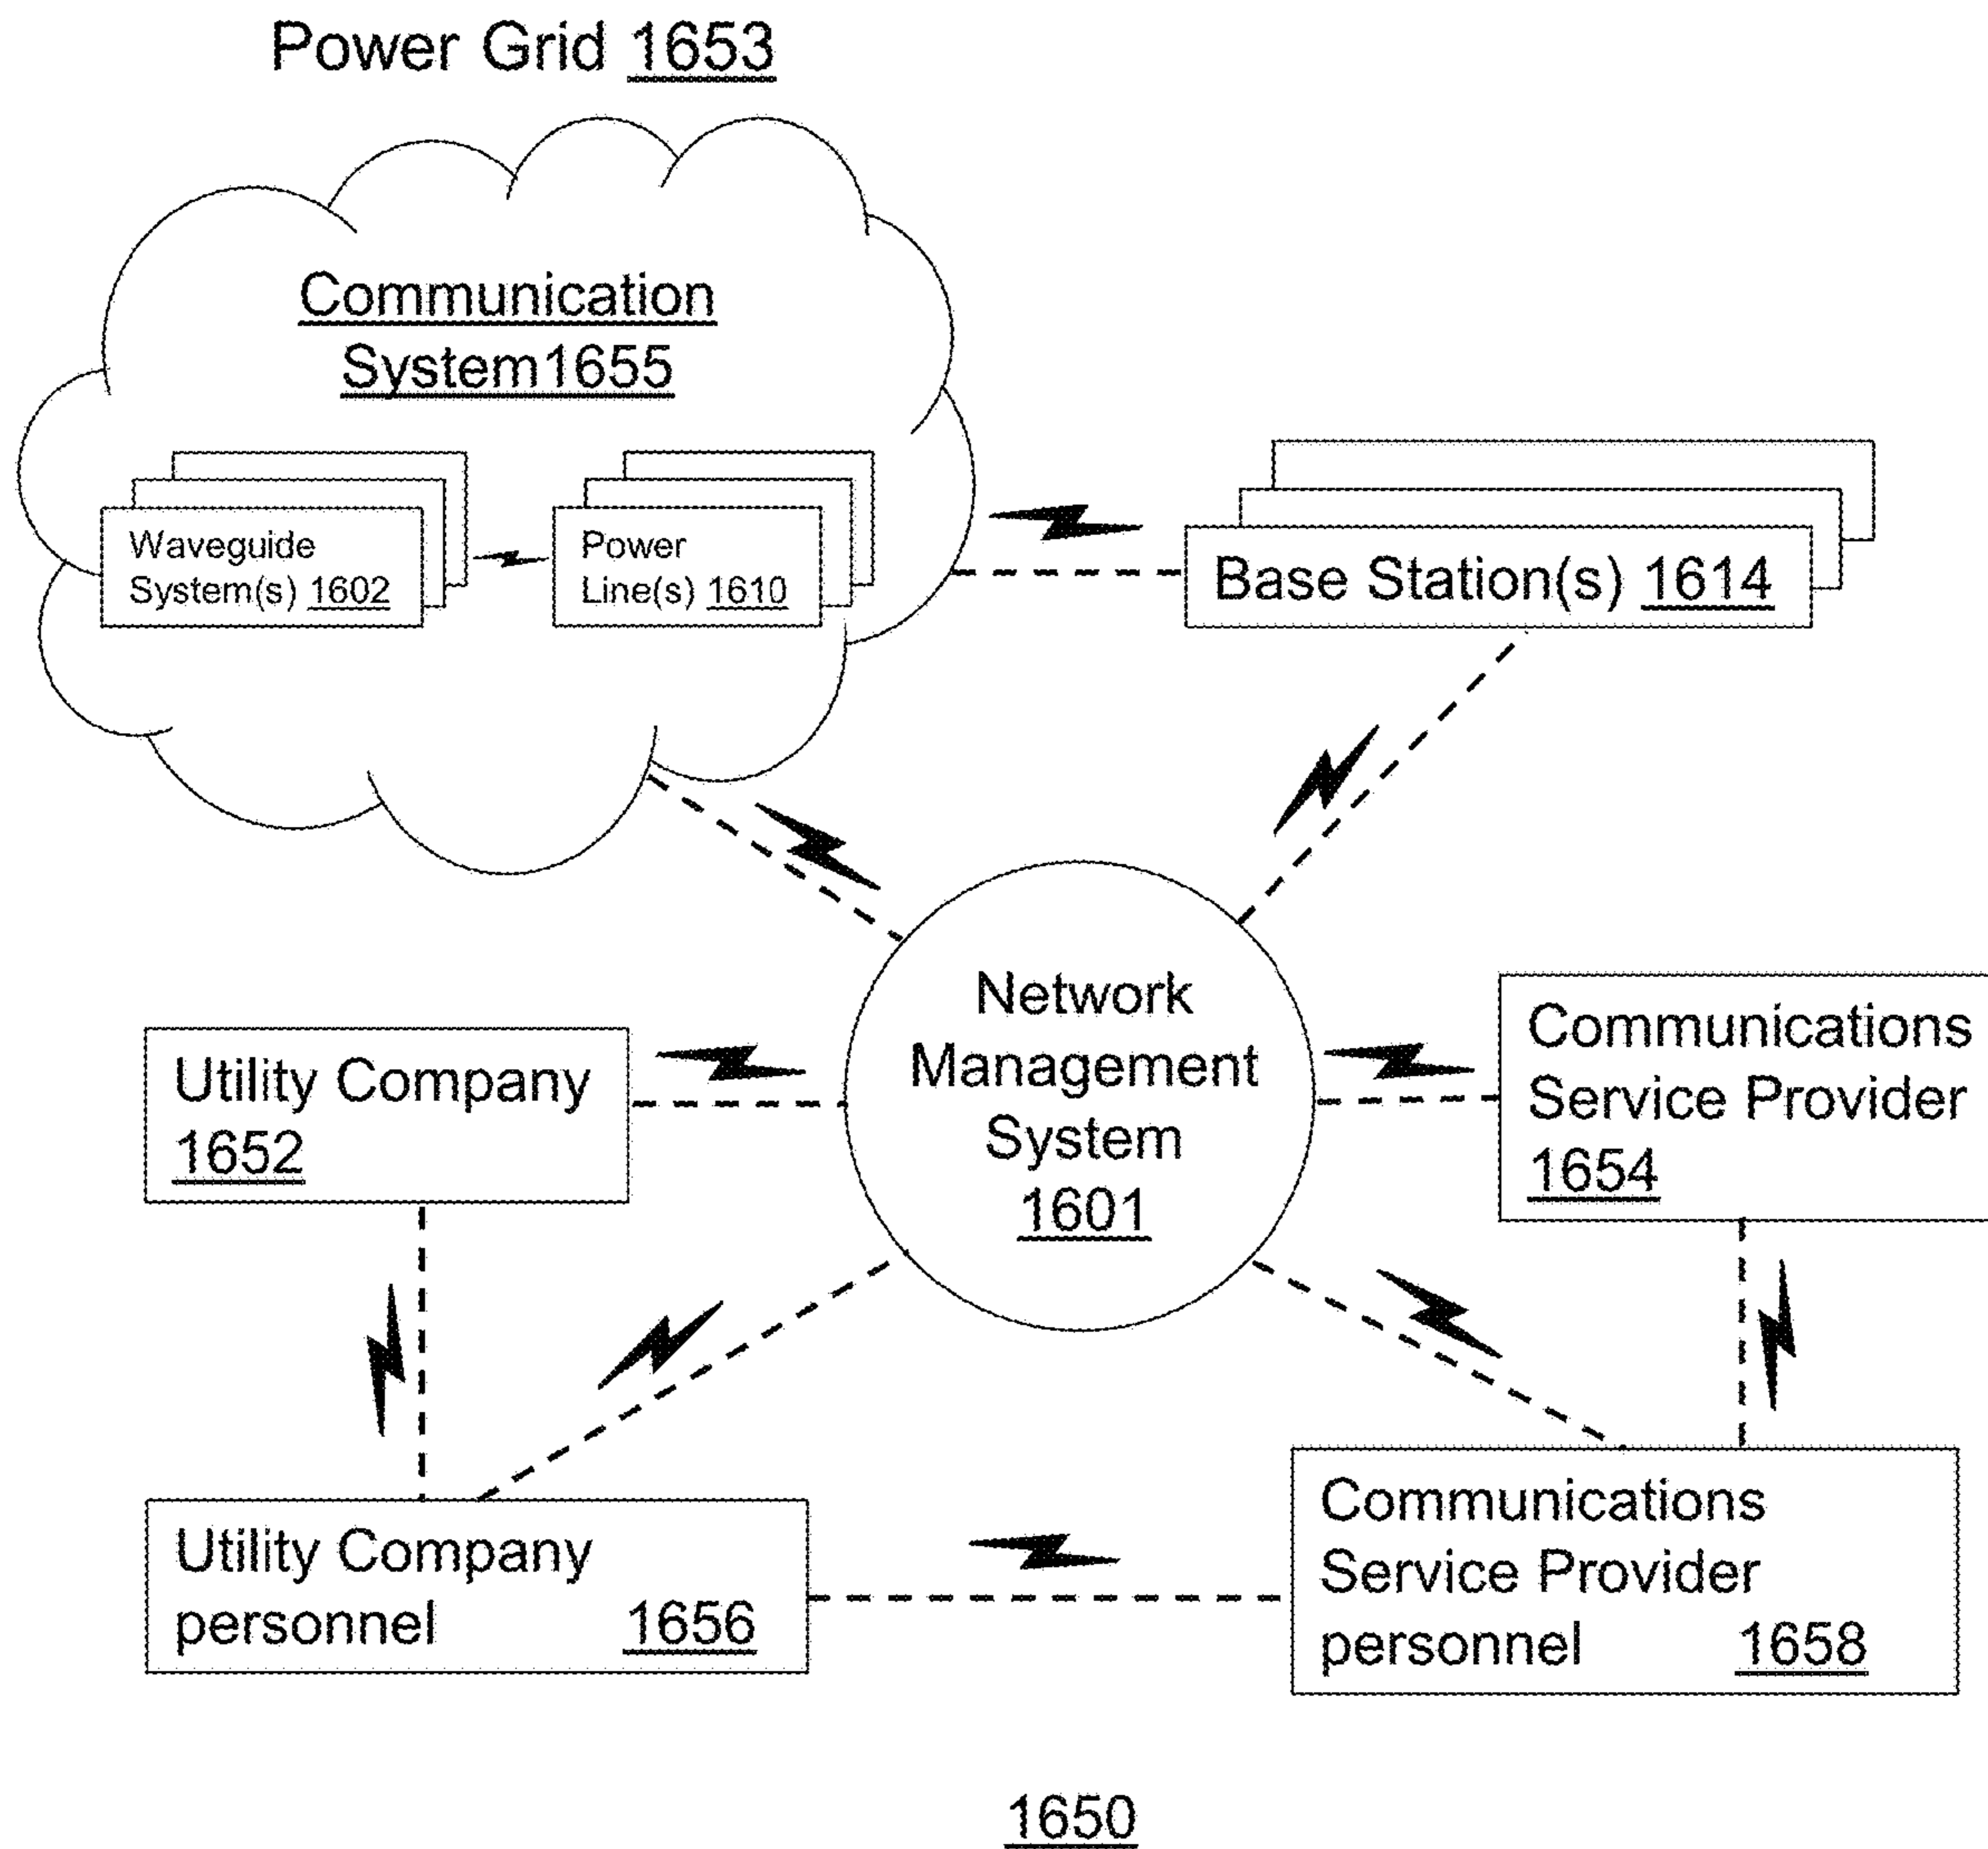 Power Grid 1653
Communication
System1655
Waveguide
System(s) 1602
Power
Line(s) 1610
Base Station(s) 1614
Network
Management
System
1601
Utility Company
1652
Communications
Service Provider
1654
Utility Company
personnel 1656
Communications
Service Provider
personnel 1658
1650